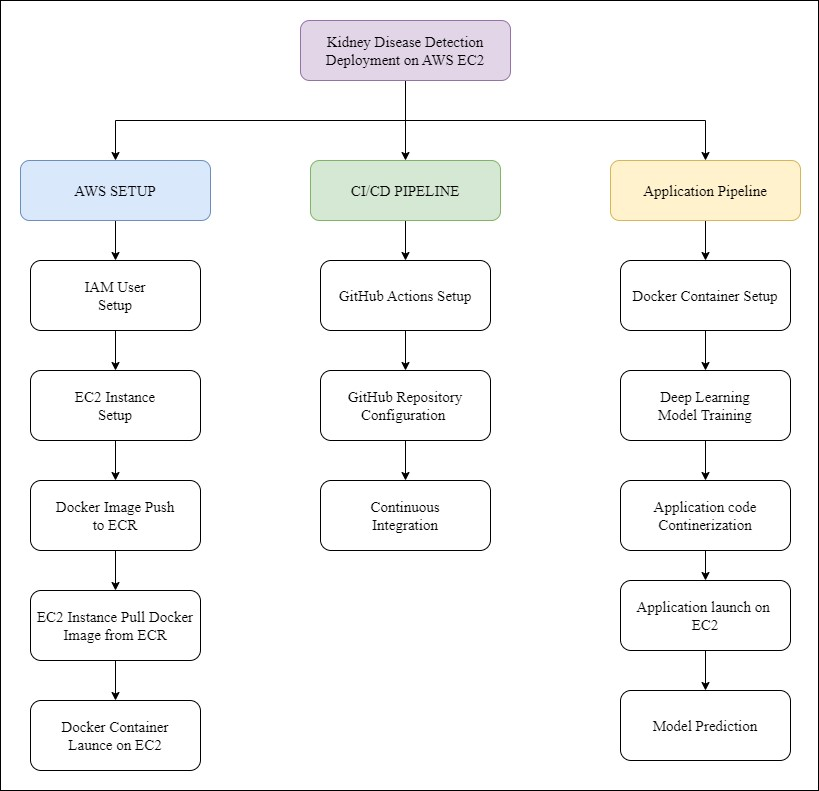 Kidney Disease Detection
Deployment on AWS EC2
AWS SETUP
IAM User
Setup
EC2 Instance
Setup
Docker Image Push
to ECR
EC2 Instance Pull Docker
Image from ECR
Docker Container
Launce on EC2
CI/CD PIPELINE
GitHub Actions Setup
GitHub Repository
Configuration
Continuous
Integration
Application Pipeline
Docker Container Setup
Deep Learning
Model Training
Application code
Continerization
Application launch on
EC2
Model Prediction